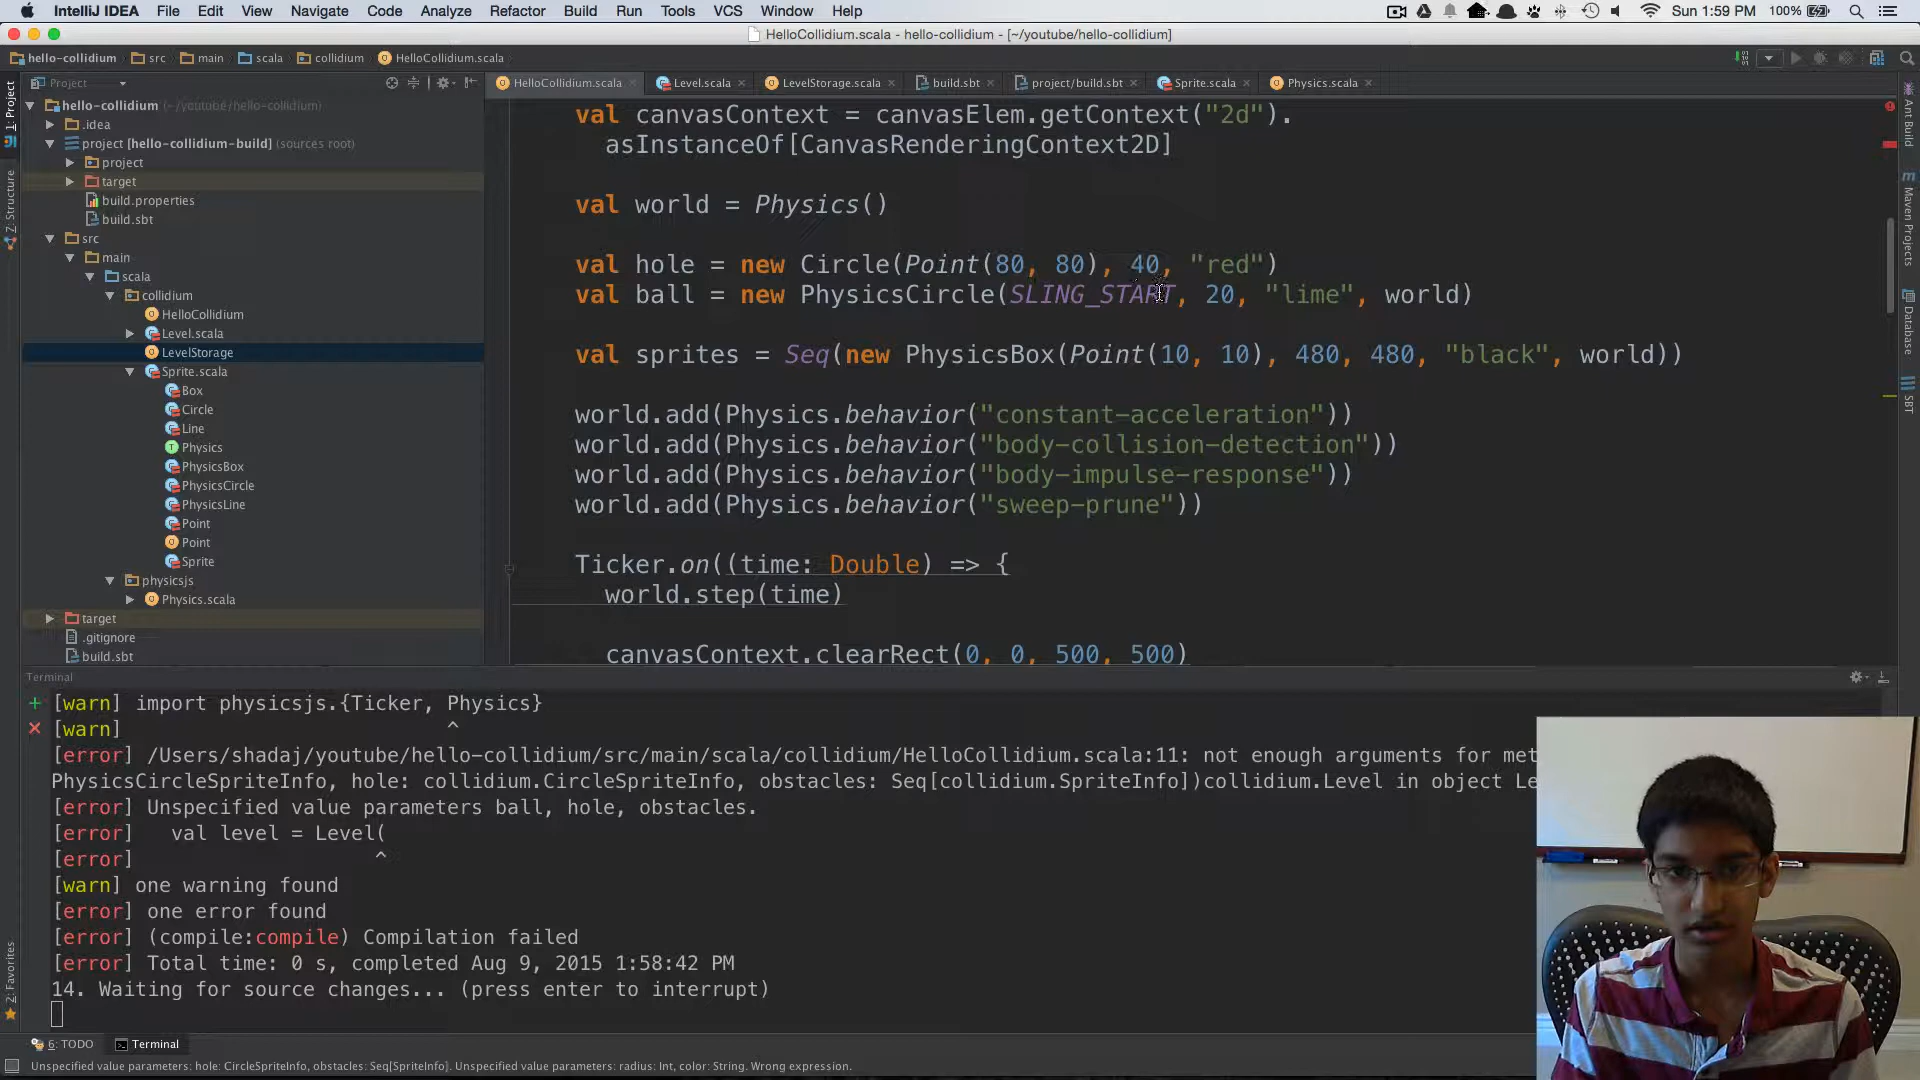 IntelliJ IDEA File Edit View Navigate Code Analyze Refactor Build Run Tools VCS Window Help
Sun 1:59 PM 100%
HelloCollidium.scala - hello-collidium - [~/youtube/hello-collidium]
hello-collidium src main scala collidium HelloCollidium.scala
Project
HelloCollidium.scala Level.scala LevelStorage.scala build.sbt project/build.sbt Sprite.scala Physics.scala
hello-collidium (~/youtube/hello-collidium)
.idea
project [hello-collidium-build] (sources root)
project
target
build.properties
build.sbt
src
main
scala
collidium
HelloCollidium
Level.scala
LevelStorage
Sprite.scala
Box
Circle
Line
Physics
PhysicsBox
PhysicsCircle
PhysicsLine
Point
Point
Sprite
physicsjs
Physics.scala
target
.gitignore
build.sbt
1: Project
Z: Structure
2: Favorites
Ant Build
Maven Projects
Database
SBT
val canvasContext = canvasElem.getContext("2d").
asInstanceOf[CanvasRenderingContext2D]
val world = Physics()
val hole = new Circle(Point(80, 80), 40, "red")
val ball = new PhysicsCircle(SLING_START, 20, "lime", world)
val sprites = Seq(new PhysicsBox(Point(10, 10), 480, 480, "black", world))
world.add(Physics.behavior("constant-acceleration"))
world.add(Physics.behavior("body-collision-detection"))
world.add(Physics.behavior("body-impulse-response"))
world.add(Physics.behavior("sweep-prune"))
Ticker.on((time: Double) => {
world.step(time)
canvasContext.clearRect(0, 0, 500, 500)
Terminal
[warn] import physicsjs.{Ticker, Physics}
[warn] ^
[error] /Users/shadaj/youtube/hello-collidium/src/main/scala/collidium/HelloCollidium.scala:11: not enough arguments for met
PhysicsCircleSpriteInfo, hole: collidium.CircleSpriteInfo, obstacles: Seq[collidium.SpriteInfo])collidium.Level in object Le
[error] Unspecified value parameters ball, hole, obstacles.
[error] val level = Level(
[error] ^
[warn] one warning found
[error] one error found
[error] (compile:compile) Compilation failed
[error] Total time: 0 s, completed Aug 9, 2015 1:58:42 PM
14. Waiting for source changes... (press enter to interrupt)
6: TODO Terminal
Unspecified value parameters: hole: CircleSpriteInfo, obstacles: Seq[SpriteInfo]. Unspecified value parameters: radius: Int, color: String. Wrong expression.